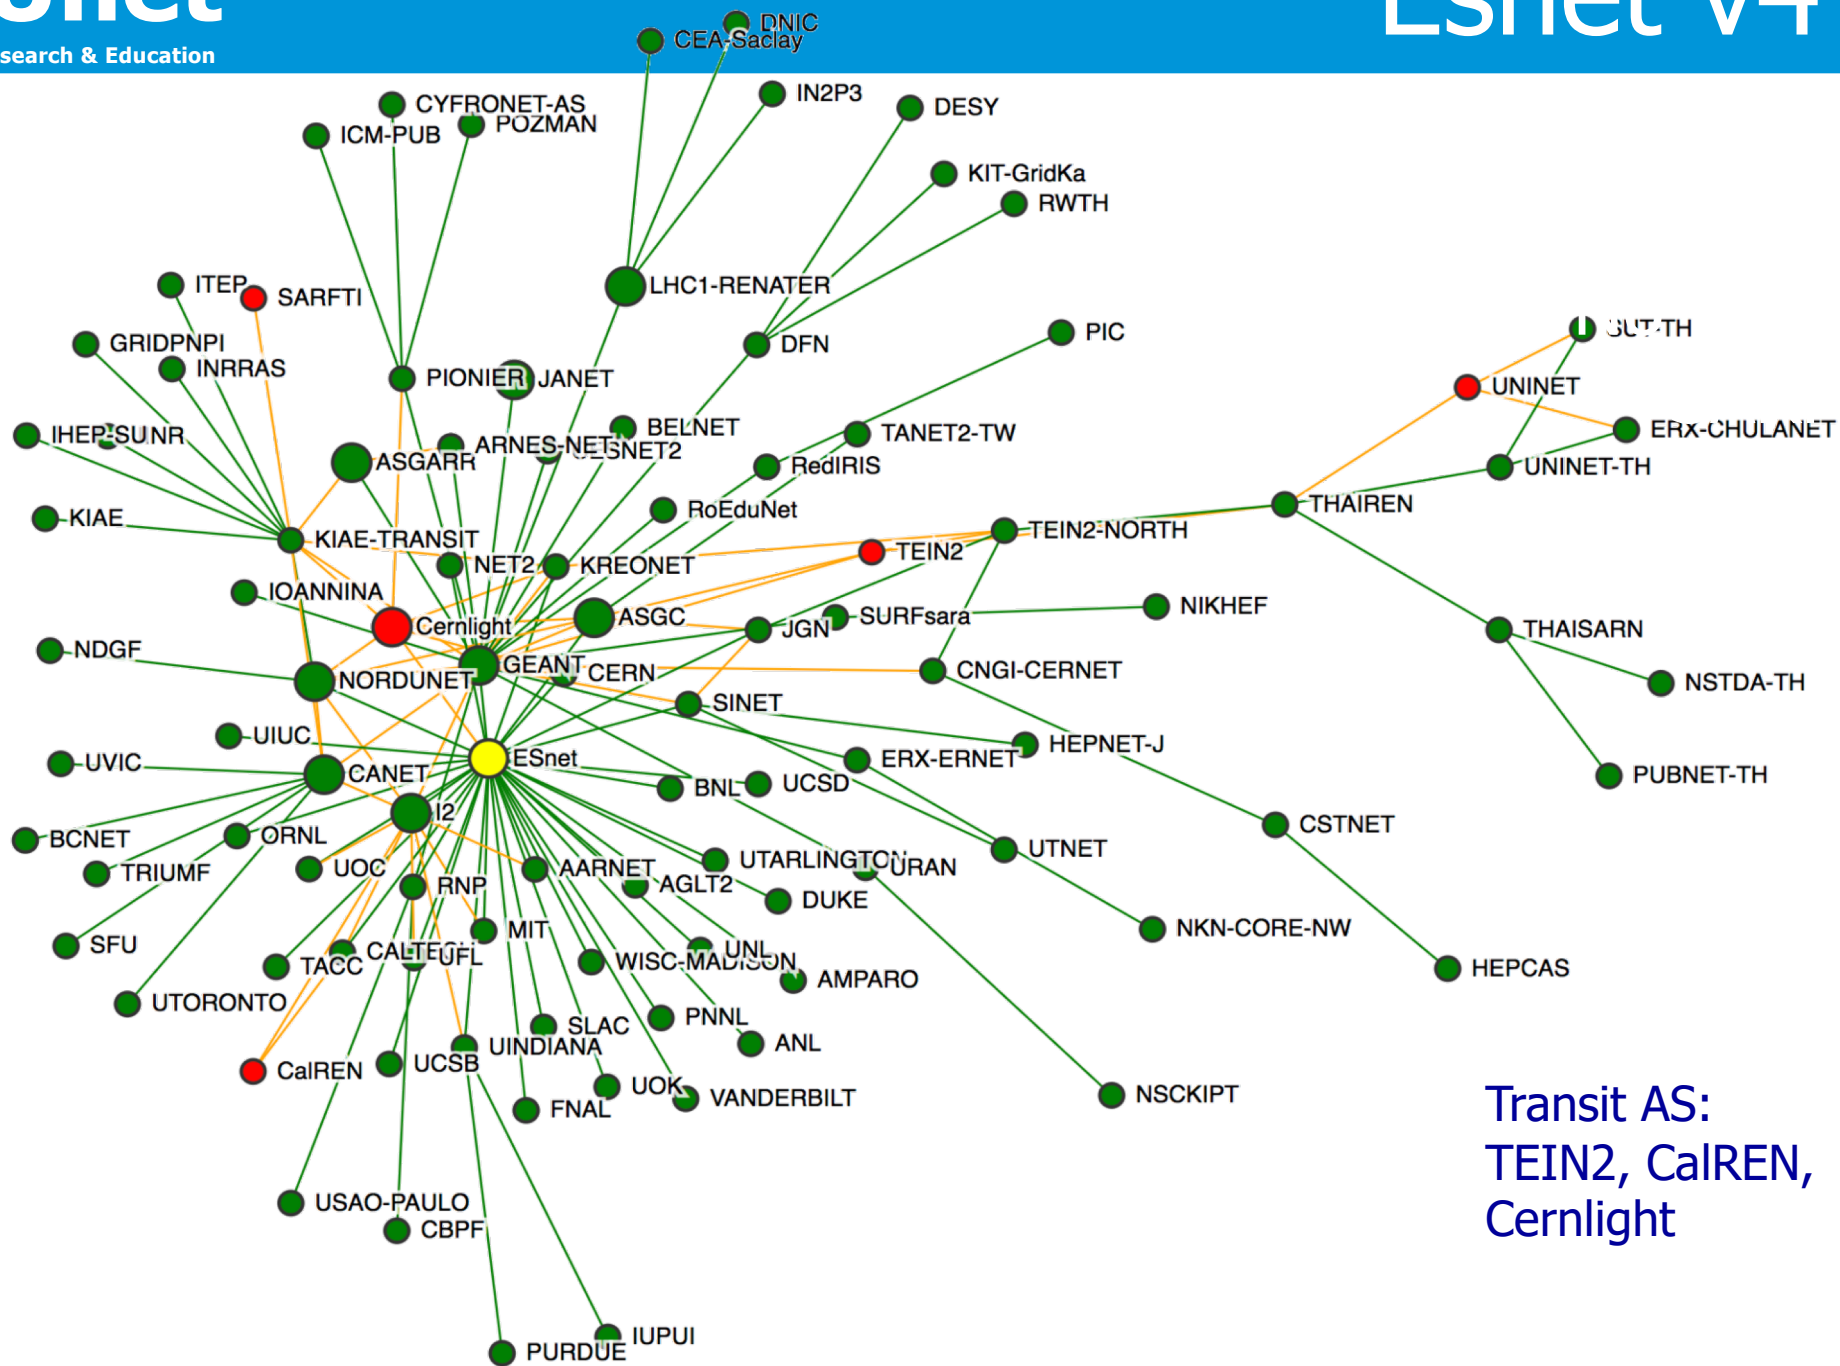 search & Education
Esnet v4
DNIC
CEA-Saclay
IN2P3
CYFRONET-AS
DESY
POZMAN
ICM-PUB
KIT-GridKa
RWTH
ITEP
LHC1-RENATER
SARFTI
SUT-TH
PIC
GRIDPNPI
DFN
INRRAS
PIONIER
JANET
UNINET
BELNET
ERX-CHULANET
TANET2-TW
IHEP-SU
ARNES-NET
ASGARR
RedIRIS
UNINET-TH
THAIREN
RoEduNet
KIAE
TEIN2-NORTH
KIAE-TRANSIT
TEIN2
NET2
KREONET
IOANNINA
NIKHEF
SURFsara
ASGC
Cernlight
JGN
THAISARN
NDGF
GEANT
CERN
CNGI-CERNET
NORDUNET
NSTDA-TH
SINET
UIUC
HEPNET-J
ESnet
ERX-ERNET
UVIC
CANET
PUBNET-TH
UCSD
BNL
I2
CSTNET
ORNL
BCNET
UTNET
UTARLINGTON
URAN
UOC
AARNET
TRIUMF
AGLT2
RNP
DUKE
NKN-CORE-NW
MIT
SFU
UNL
CALTECH
UFL
WISC-MADISON
TACC
HEPCAS
AMPARO
UTORONTO
PNNL
SLAC
ANL
UINDIANA
UCSB
CalREN
UOK
NSCKIPT
VANDERBILT
FNAL
Transit AS:
TEIN2, CalREN,
Cernlight
USAO-PAULO
CBPF
IUPUI
PURDUE